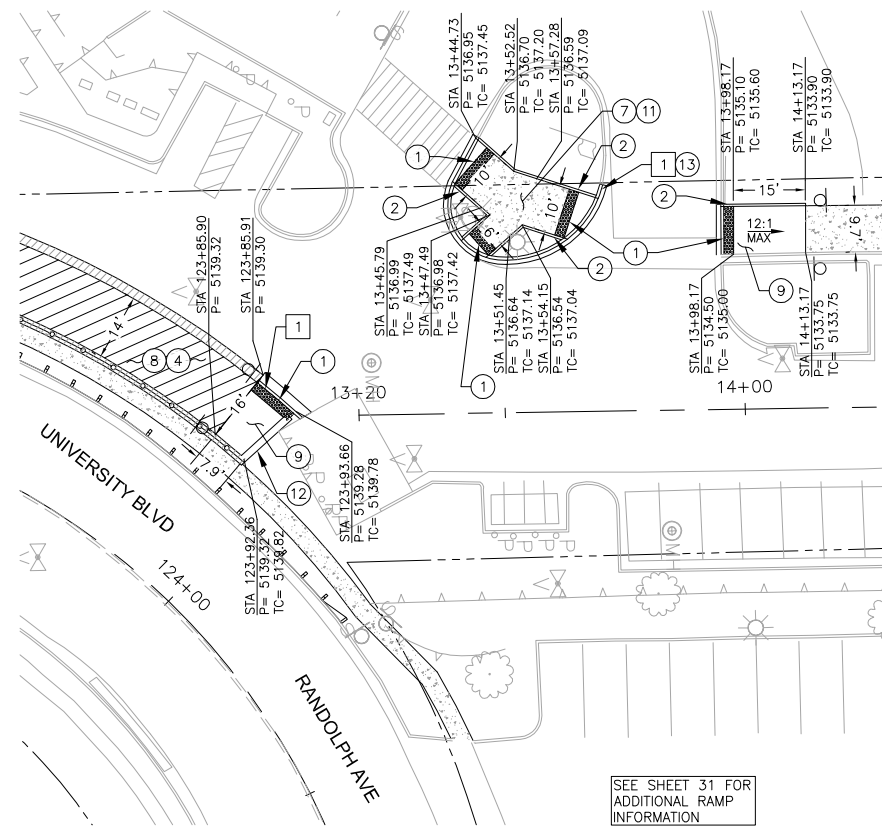 STA 13+44.73
P= 5136.95
TC= 5137.45
STA 13+52.52
P= 5136.70
TC= 5137.20
STA 13+57.28
P= 5136.59
TC= 5137.09
7 11
1
2
1 13
10'
10'
6'
2
1
2
1
STA 13+45.79
P= 5136.99
TC= 5137.49
STA 13+47.49
P= 5136.98
TC= 5137.42
STA 13+51.45
P= 5136.64
TC= 5137.14
STA 13+54.15
P= 5136.54
TC= 5137.04
STA 13+98.17
P= 5135.10
TC= 5135.60
STA 14+13.17
P= 5133.90
TC= 5133.90
2
15'
12:1
MAX
9.7'
9
STA 13+98.17
P= 5134.50
TC= 5135.00
STA 14+13.17
P= 5133.75
TC= 5133.75
14+00
13+20
STA 123+85.90
P= 5139.32
STA 123+85.91
P= 5139.30
14'
8 4
1
1
16'
9
12
7.9'
STA 123+93.66
P= 5139.28
TC= 5139.78
STA 123+92.36
P= 5139.32
TC= 5139.82
UNIVERSITY BLVD
124+00
RANDOLPH AVE
SEE SHEET 31 FOR
ADDITIONAL RAMP
INFORMATION